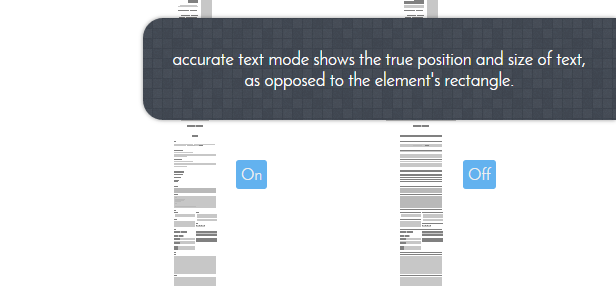 accurate text mode shows the true position and size of text,
as opposed to the element's rectangle.
On
Off